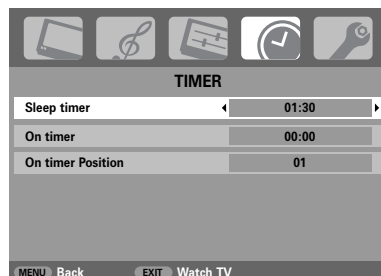 TIMER
Sleep timer 01:30
On timer 00:00
On timer Position 01
MENU Back EXIT Watch TV